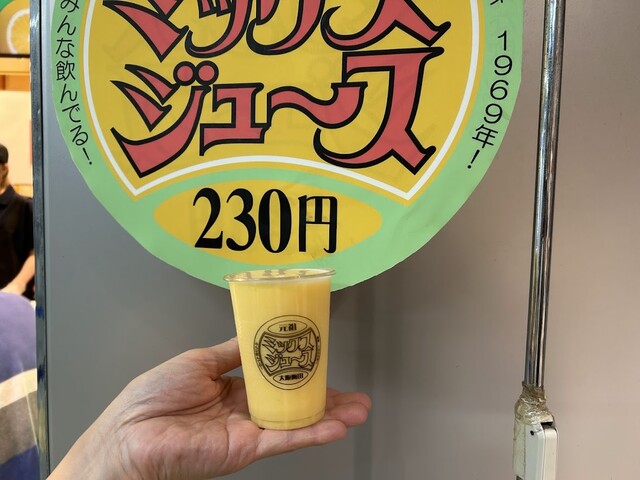 みんな飲んでる!
ミックス
ジュース
1969年!
230円
元祖
ミックス
ジュース
大阪梅田